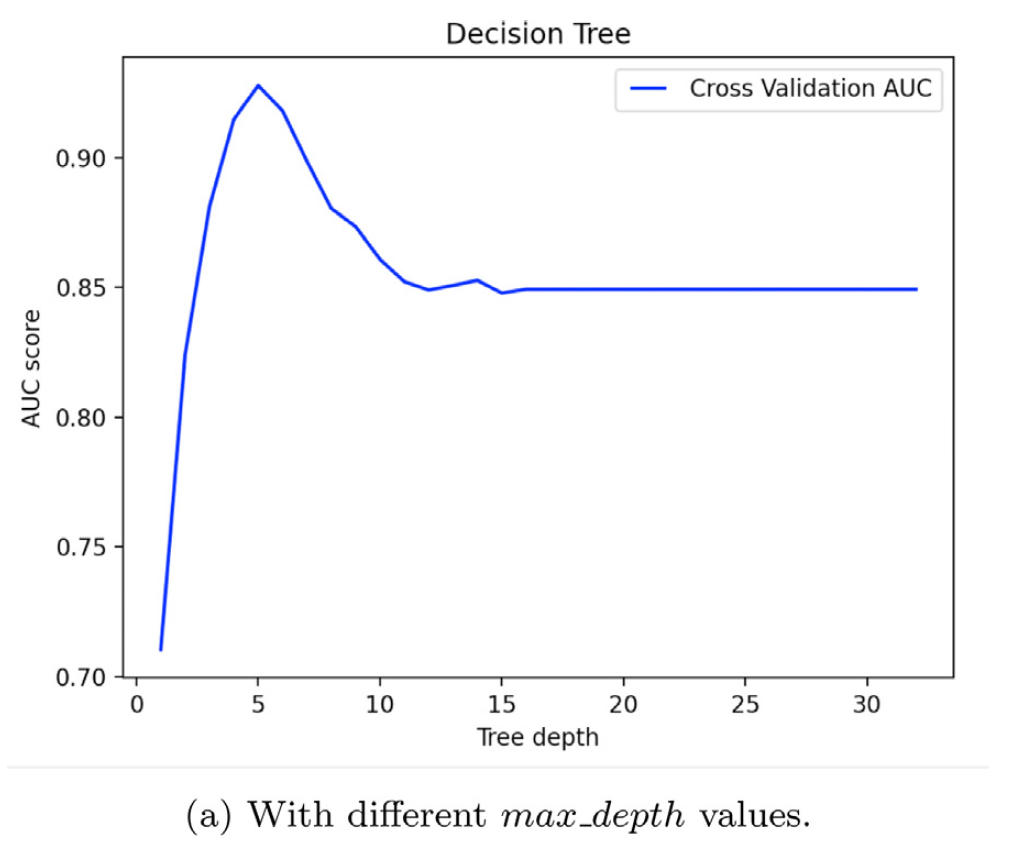 Decision Tree
Cross Validation AUC
0.90
0.85
0.80
0.75
0.70
AUC score
0 5 10 15 20 25 30
Tree depth
(a) With different max_depth values.